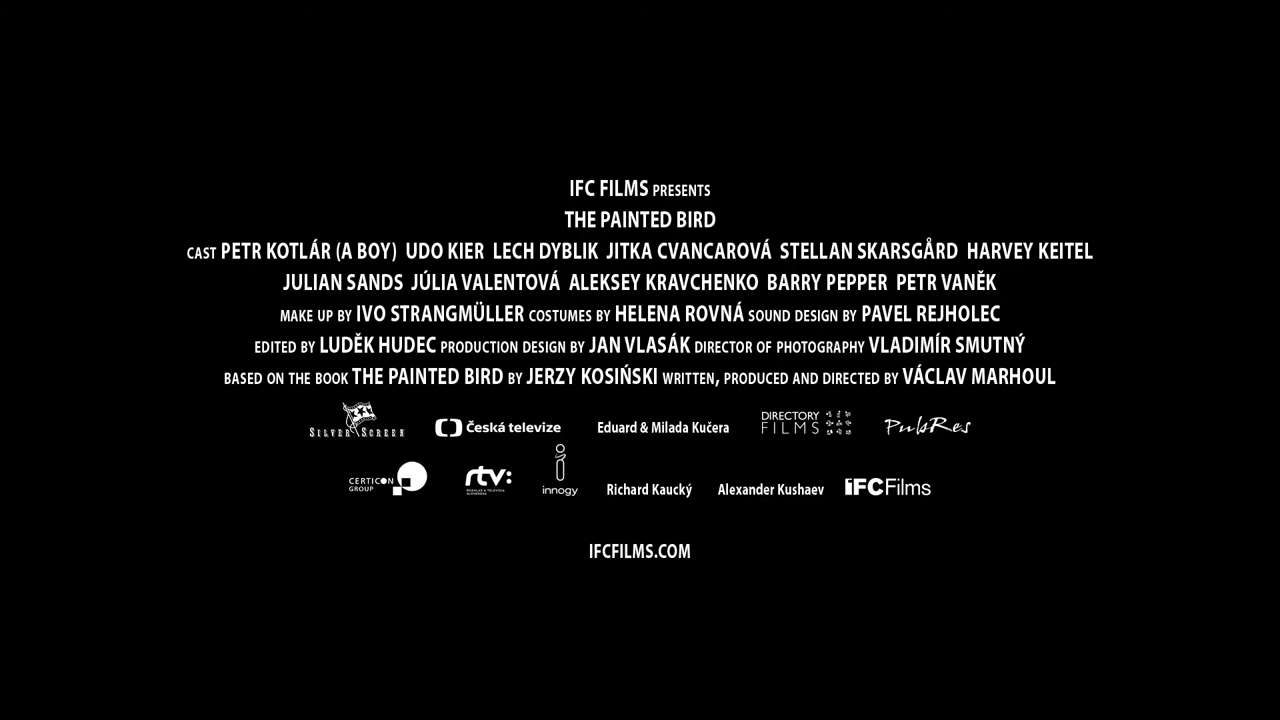 IFC FILMS PRESENTS
THE PAINTED BIRD
CAST PETR KOTLÁR (A BOY) UDO KIER LECH DYBLIK JITKA CVANCAROVÁ STELLAN SKARSGÅRD HARVEY KEITEL
JULIAN SANDS JÚLIA VALENTOVÁ ALEKSEY KRAVCHENKO BARRY PEPPER PETR VANĚK
MAKE UP BY IVO STRANGMÜLLER COSTUMES BY HELENA ROVNÁ SOUND DESIGN BY PAVEL REJHOLEC
EDITED BY LUDĚK HUDEC PRODUCTION DESIGN BY JAN VLASÁK DIRECTOR OF PHOTOGRAPHY VLADIMÍR SMUTNÝ
BASED ON THE BOOK THE PAINTED BIRD BY JERZY KOSIŃSKI WRITTEN, PRODUCED AND DIRECTED BY VÁCLAV MARHOUL
SILVER SCREEN Česká televize Eduard & Milada Kučera DIRECTORY FILMS PubRes
CERTICON GROUP rtv: ROZHLAS A TELEVÍZIA SLOVENSKA innogy Richard Kaucký Alexander Kushaev IFC Films
IFCFILMS.COM